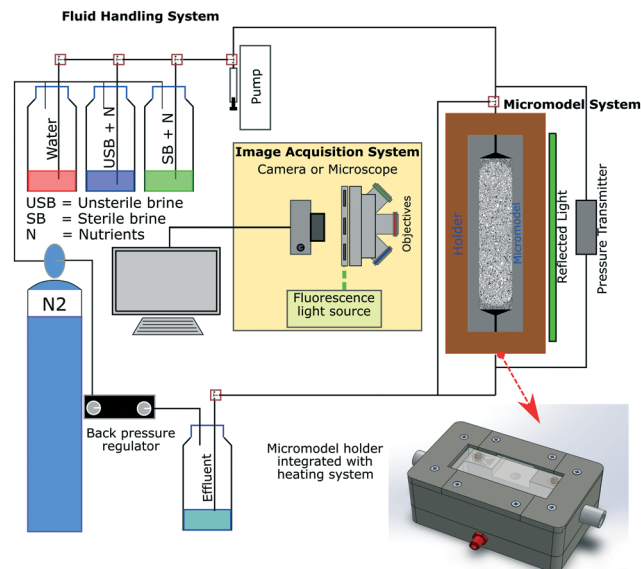 Fluid Handling System
Pump
Water
USB + N
SB + N
USB = Unsterile brine
SB = Sterile brine
N = Nutrients
Image Acquisition System
Camera or Microscope
Objectives
Fluorescence
light source
Micromodel System
Holder
Micromodel
Reflected Light
Pressure Transmitter
N2
Back pressure
regulator
Effluent
Micromodel holder
integrated with
heating system